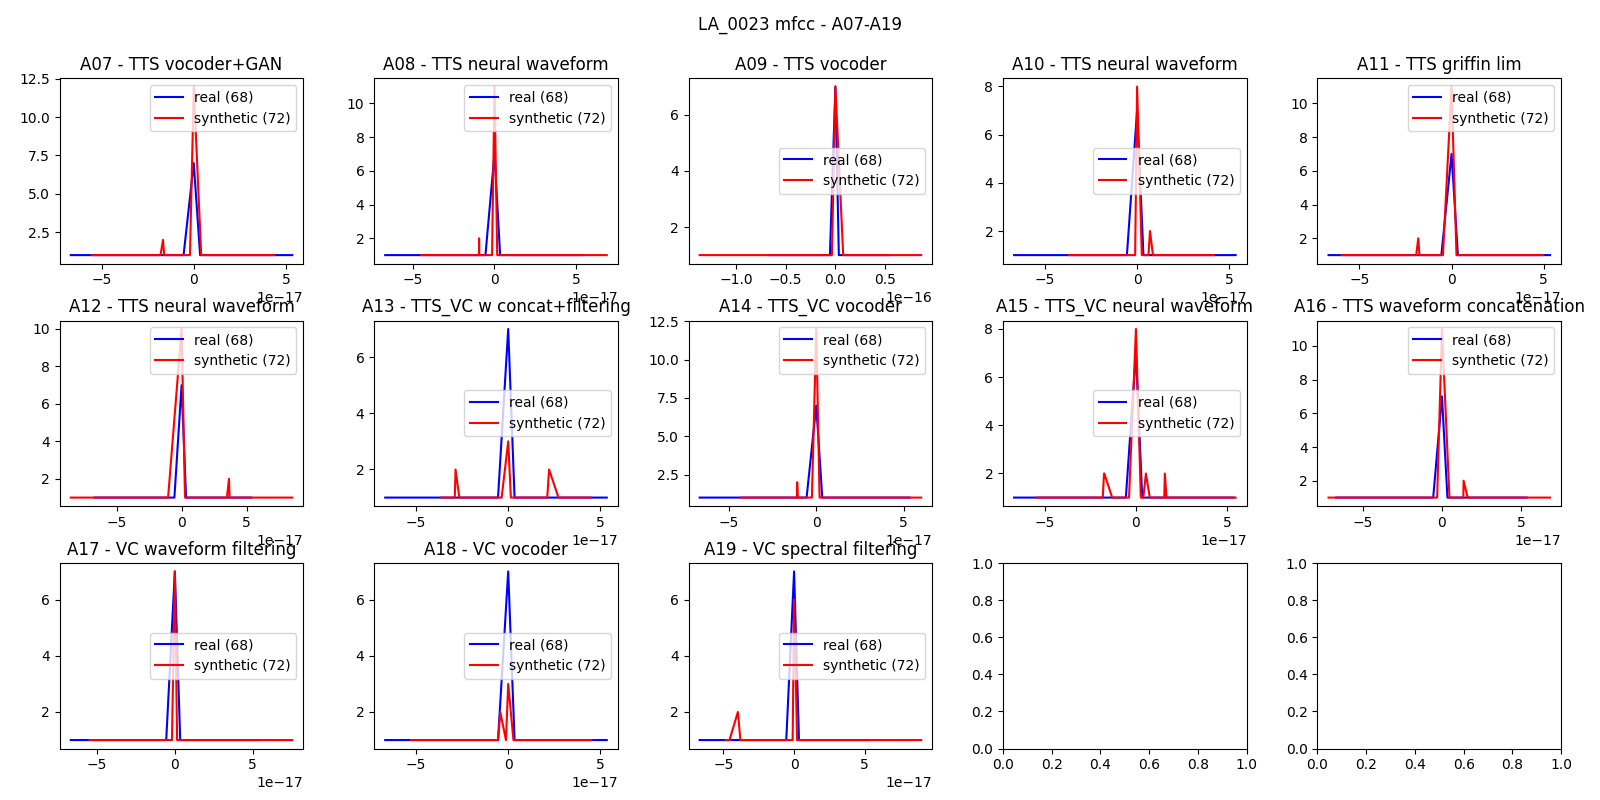 LA_0023 mfcc - A07-A19
A07 - TTS vocoder+GAN
12.5
10.0
7.5
5.0
2.5
real (68)
synthetic (72)
−5
0
5
1e−17
A08 - TTS neural waveform
10
8
6
4
2
real (68)
synthetic (72)
−5
0
5
1e−17
A09 - TTS vocoder
6
4
2
real (68)
synthetic (72)
−1.0
−0.5
0.0
0.5
1e−16
A10 - TTS neural waveform
8
6
4
2
real (68)
synthetic (72)
−5
0
5
1e−17
A11 - TTS griffin lim
10
8
6
4
2
real (68)
synthetic (72)
−5
0
5
1e−17
A12 - TTS neural waveform
10
8
6
4
2
real (68)
synthetic (72)
−5
0
5
1e−17
A13 - TTS_VC w concat+filtering
6
4
2
real (68)
synthetic (72)
−5
0
5
1e−17
A14 - TTS_VC vocoder
12.5
10.0
7.5
5.0
2.5
real (68)
synthetic (72)
−5
0
5
1e−17
A15 - TTS_VC neural waveform
8
6
4
2
real (68)
synthetic (72)
−5
0
5
1e−17
A16 - TTS waveform concatenation
10
8
6
4
2
real (68)
synthetic (72)
−5
0
5
1e−17
A17 - VC waveform filtering
6
4
2
real (68)
synthetic (72)
−5
0
5
1e−17
A18 - VC vocoder
6
4
2
real (68)
synthetic (72)
−5
0
5
1e−17
A19 - VC spectral filtering
6
4
2
real (68)
synthetic (72)
−5
0
5
1e−17
1.0
0.8
0.6
0.4
0.2
0.0
0.0
0.2
0.4
0.6
0.8
1.0
1.0
0.8
0.6
0.4
0.2
0.0
0.0
0.2
0.4
0.6
0.8
1.0